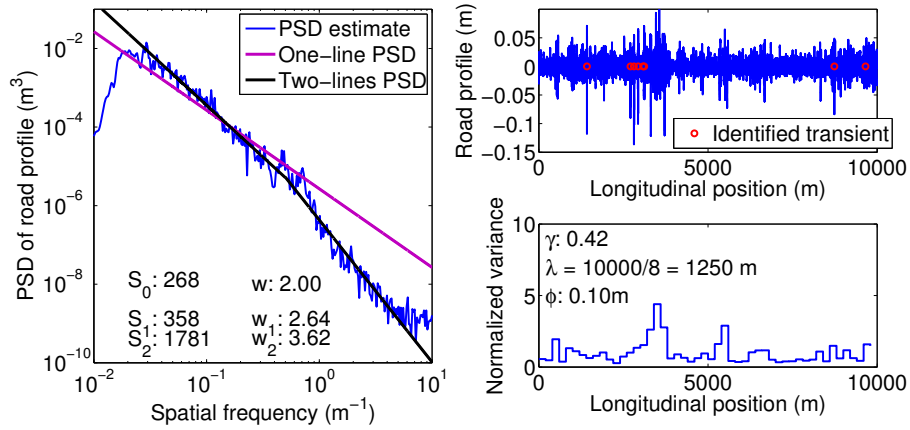 PSD estimate
One-line PSD
Two-lines PSD
10^-2
10^-4
10^-6
10^-8
10^-10
PSD of road profile (m^3)
S_0: 268 w: 2.00
S_1: 358 w_1: 2.64
S_2: 1781 w_2: 3.62
10^-2 10^-1 10^0 10^1
Spatial frequency (m^-1)
0.05
0
-0.05
-0.1
-0.15
Road profile (m)
Identified transient
0 5000 10000
Longitudinal position (m)
10
5
0
Normalized variance
γ: 0.42
λ = 10000/8 = 1250 m
ϕ: 0.10m
0 5000 10000
Longitudinal position (m)